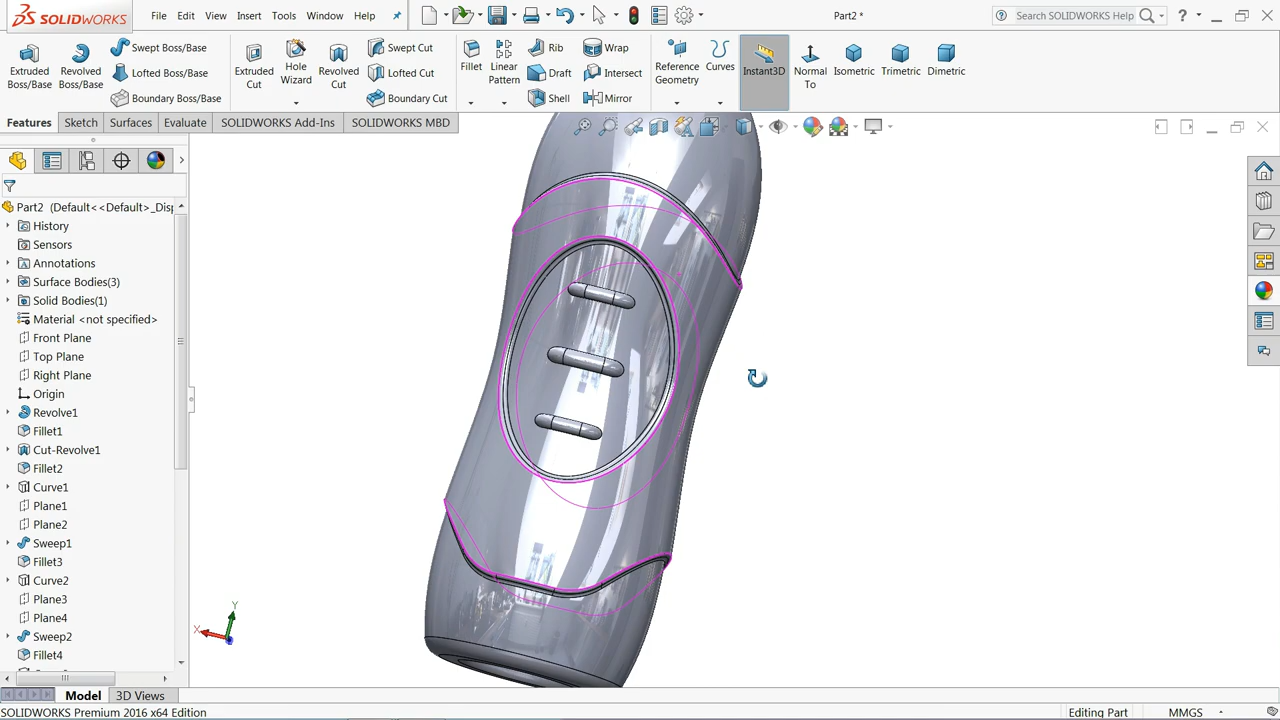 SOLIDWORKS
File Edit View Insert Tools Window Help
Part2 *
Search SOLIDWORKS Help
Extruded Boss/Base
Revolved Boss/Base
Swept Boss/Base
Lofted Boss/Base
Boundary Boss/Base
Extruded Cut
Hole Wizard
Revolved Cut
Swept Cut
Lofted Cut
Boundary Cut
Fillet
Linear Pattern
Rib
Draft
Shell
Wrap
Intersect
Mirror
Reference Geometry
Curves
Instant3D
Normal To
Isometric
Trimetric
Dimetric
Features Sketch Surfaces Evaluate SOLIDWORKS Add-Ins SOLIDWORKS MBD
Part2 (Default<<Default>_Disp
History
Sensors
Annotations
Surface Bodies(3)
Solid Bodies(1)
Material <not specified>
Front Plane
Top Plane
Right Plane
Origin
Revolve1
Fillet1
Cut-Revolve1
Fillet2
Curve1
Plane1
Plane2
Sweep1
Fillet3
Curve2
Plane3
Plane4
Sweep2
Fillet4
Y
X
Model 3D Views
SOLIDWORKS Premium 2016 x64 Edition
Editing Part
MMGS